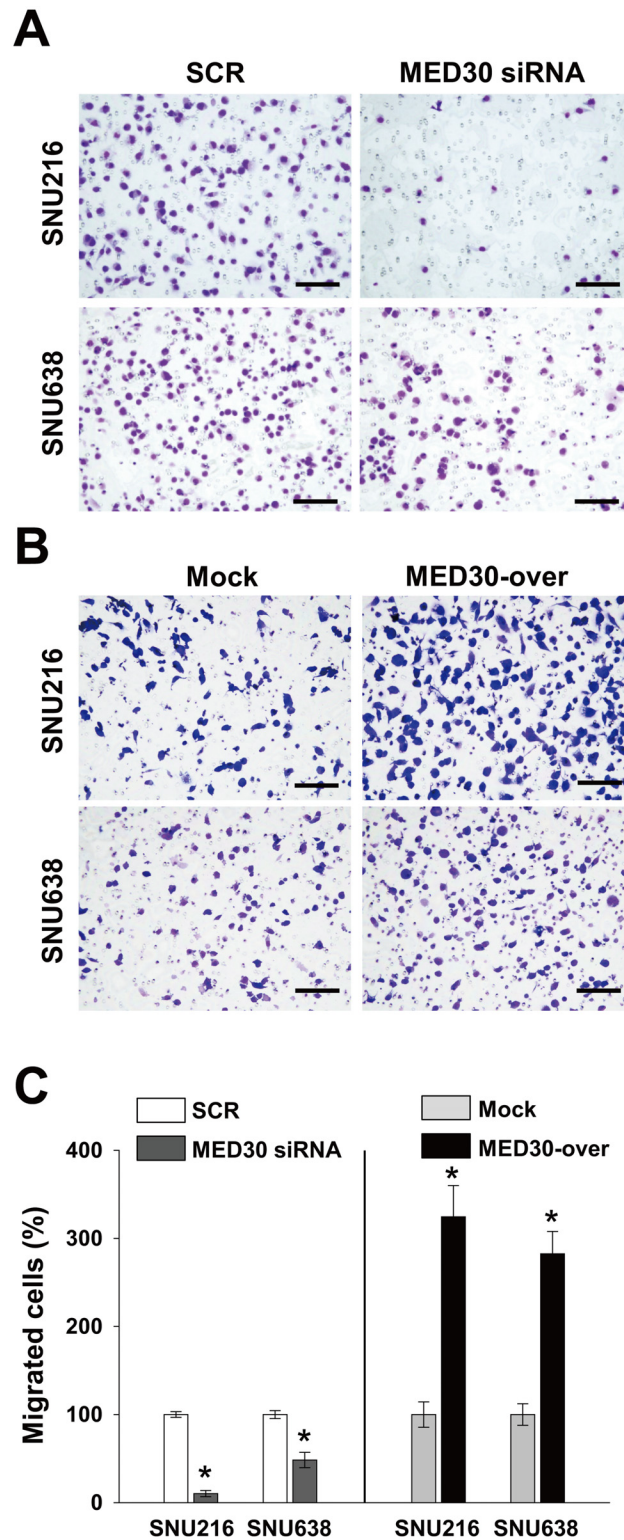 A
SCR MED30 siRNA
SNU216
SNU638
B
Mock MED30-over
SNU216
SNU638
C
SCR Mock
MED30 siRNA MED30-over
Migrated cells (%)
400
300
200
100
0
* * * *
SNU216 SNU638 SNU216 SNU638